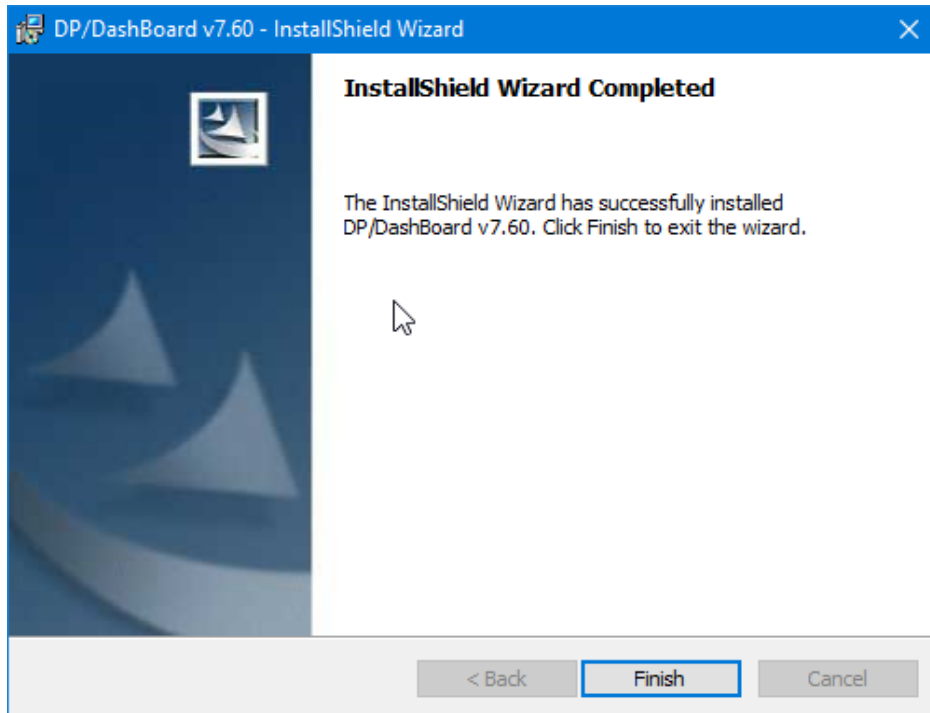 DP/DashBoard v7.60 - InstallShield Wizard
InstallShield Wizard Completed
The InstallShield Wizard has successfully installed
DP/DashBoard v7.60. Click Finish to exit the wizard.
< Back
Finish
Cancel